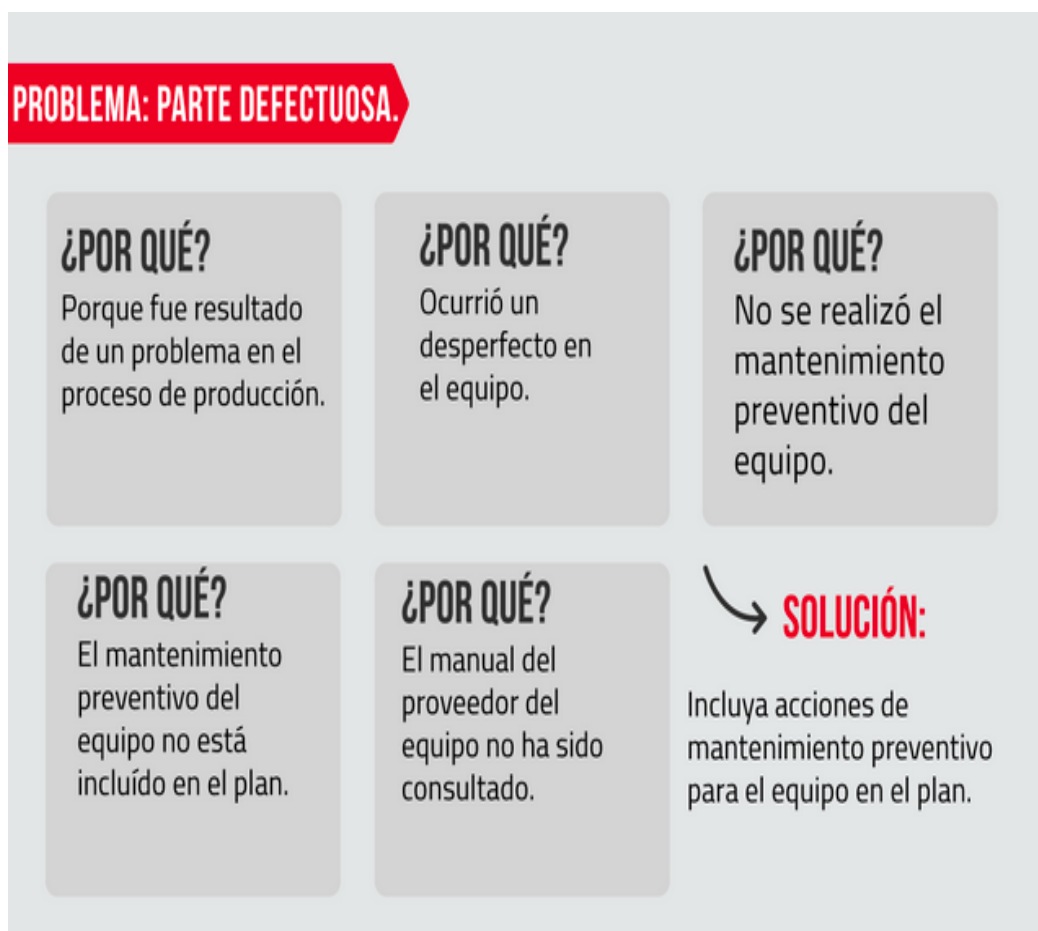 PROBLEMA: PARTE DEFECTUOSA.
¿POR QUÉ?
Porque fue resultado
de un problema en el
proceso de producción.
¿POR QUÉ?
Ocurrió un
desperfecto en
el equipo.
¿POR QUÉ?
No se realizó el
mantenimiento
preventivo del
equipo.
¿POR QUÉ?
El mantenimiento
preventivo del
equipo no está
incluído en el plan.
¿POR QUÉ?
El manual del
proveedor del
equipo no ha sido
consultado.
SOLUCIÓN:
Incluya acciones de
mantenimiento preventivo
para el equipo en el plan.